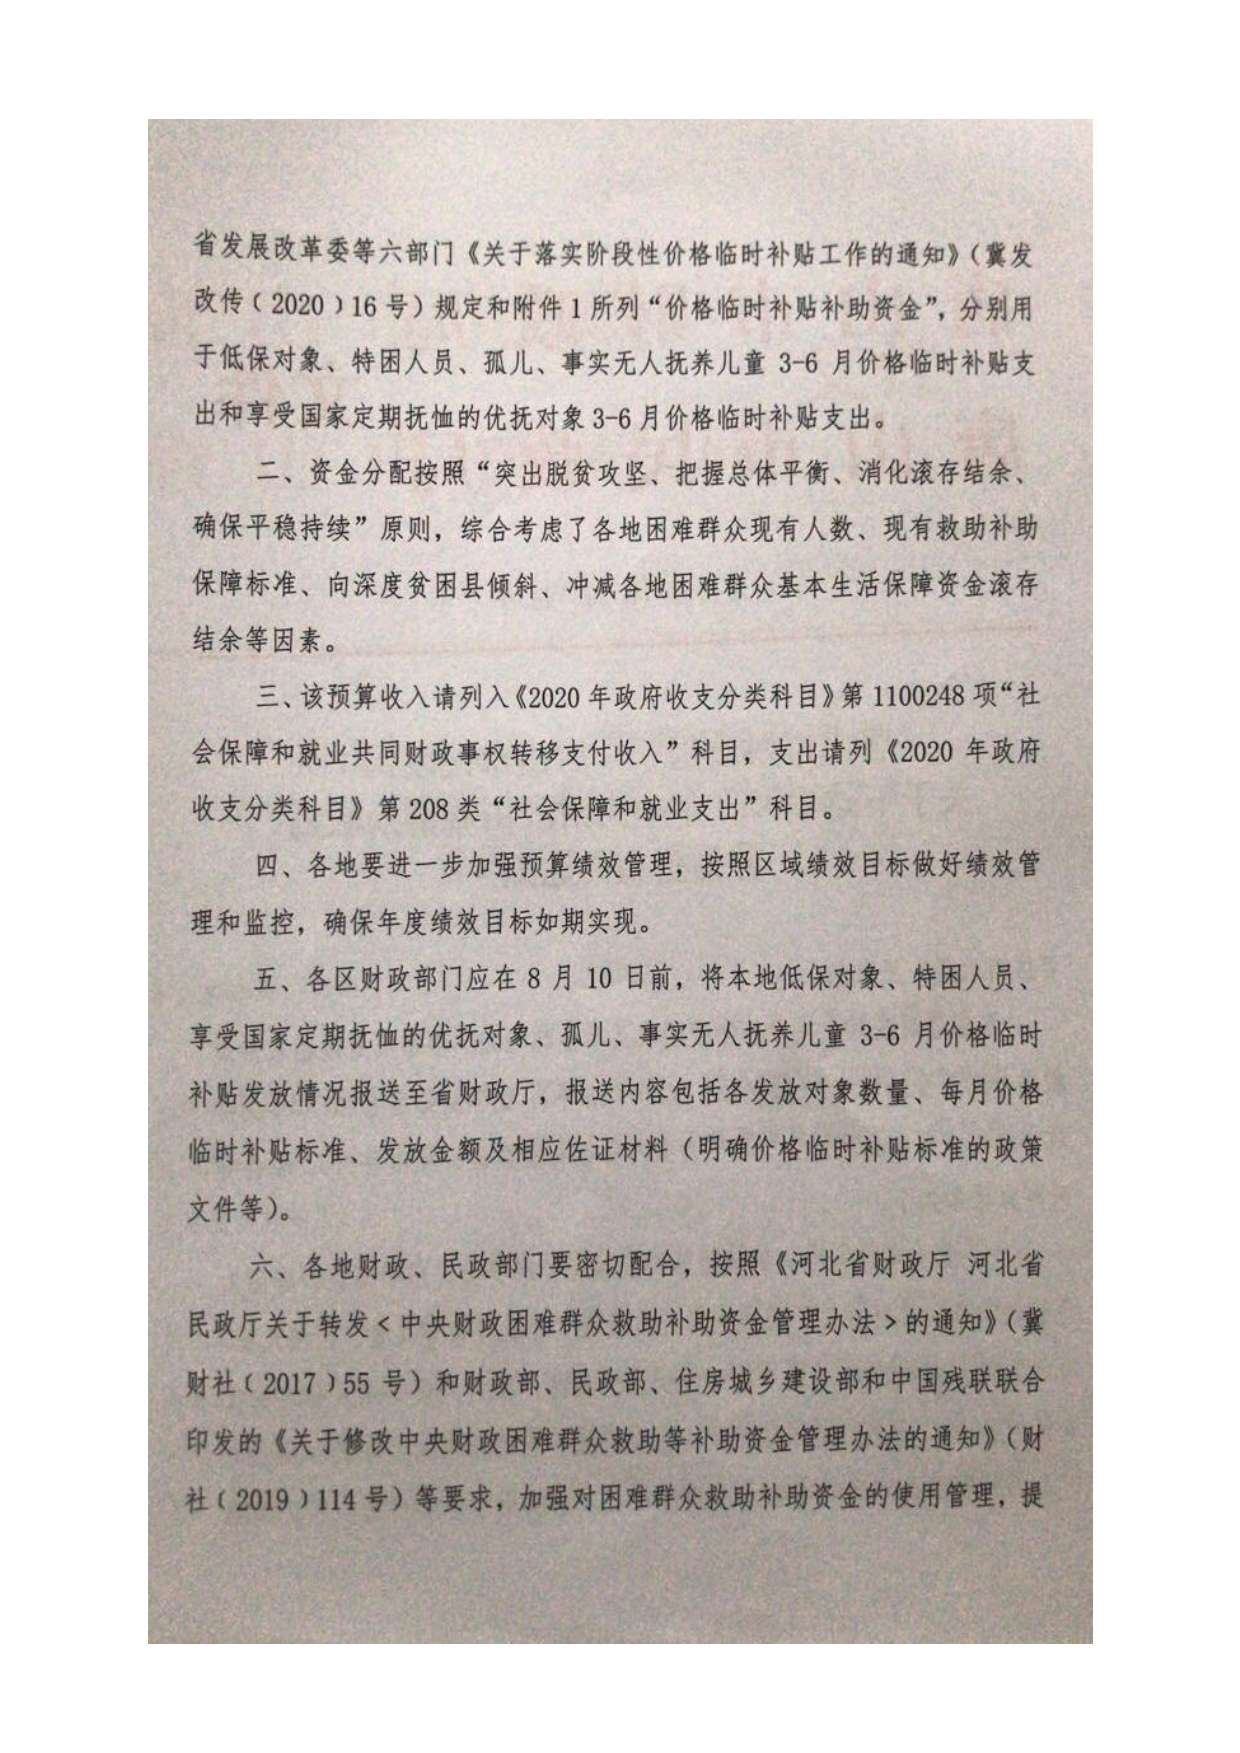 省发展改革委等六部门《关于落实阶段性价格临时补贴工作的通知》（冀发
改传﹝2020﹞16号）规定和附件1所列“价格临时补贴补助资金”，分别用
于低保对象、特困人员、孤儿、事实无人抚养儿童 3-6 月价格临时补贴支
出和享受国家定期抚恤的优抚对象 3-6 月价格临时补贴支出。
二、资金分配按照“突出脱贫攻坚、把握总体平衡、消化滚存结余、
确保平稳持续”原则，综合考虑了各地困难群众现有人数、现有救助补助
保障标准、向深度贫困县倾斜、冲减各地困难群众基本生活保障资金滚存
结余等因素。
三、该预算收入请列入《2020 年政府收支分类科目》第 1100248 项“社
会保障和就业共同财政事权转移支付收入”科目，支出请列《2020 年政府
收支分类科目》第 208 类“社会保障和就业支出”科目。
四、各地要进一步加强预算绩效管理，按照区域绩效目标做好绩效管
理和监控，确保年度绩效目标如期实现。
五、各区财政部门应在 8 月 10 日前，将本地低保对象、特困人员、
享受国家定期抚恤的优抚对象、孤儿、事实无人抚养儿童 3-6 月价格临时
补贴发放情况报送至省财政厅，报送内容包括各发放对象数量、每月价格
临时补贴标准、发放金额及相应佐证材料（明确价格临时补贴标准的政策
文件等）。
六、各地财政、民政部门要密切配合，按照《河北省财政厅 河北省
民政厅关于转发<中央财政困难群众救助补助资金管理办法>的通知》（冀
财社﹝2017﹞55 号）和财政部、民政部、住房城乡建设部和中国残联联合
印发的《关于修改中央财政困难群众救助等补助资金管理办法的通知》（财
社﹝2019﹞114 号）等要求，加强对困难群众救助补助资金的使用管理，提